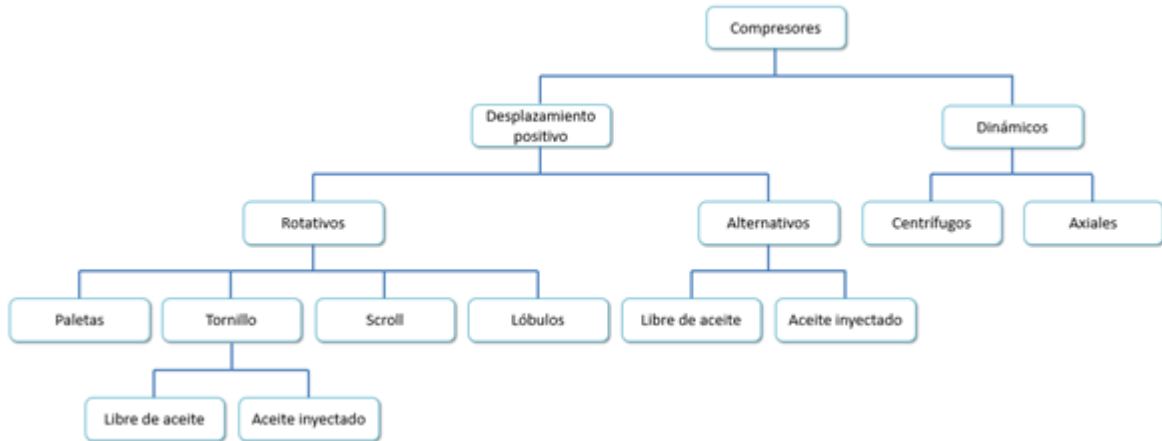 Compresores
Desplazamiento
positivo
Dinámicos
Rotativos
Alternativos
Centrífugos
Axiales
Paletas
Tornillo
Scroll
Lóbulos
Libre de aceite
Aceite inyectado
Libre de aceite
Aceite inyectado